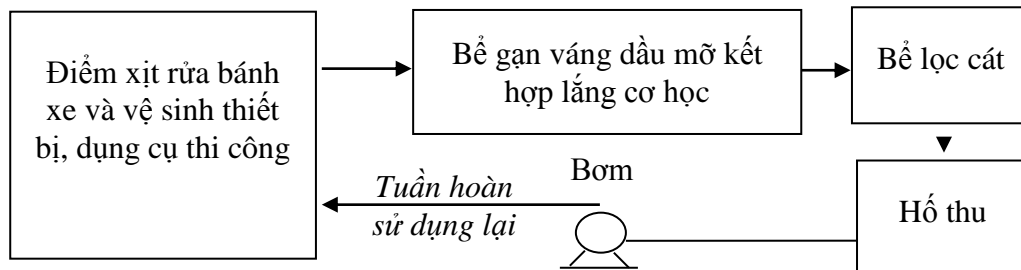 Điểm xịt rửa bánh
xe và vệ sinh thiết
bị, dụng cụ thi công
Bể gạn váng dầu mỡ kết
hợp lắng cơ học
Bể lọc cát
Hố thu
Bơm
Tuần hoàn
sử dụng lại